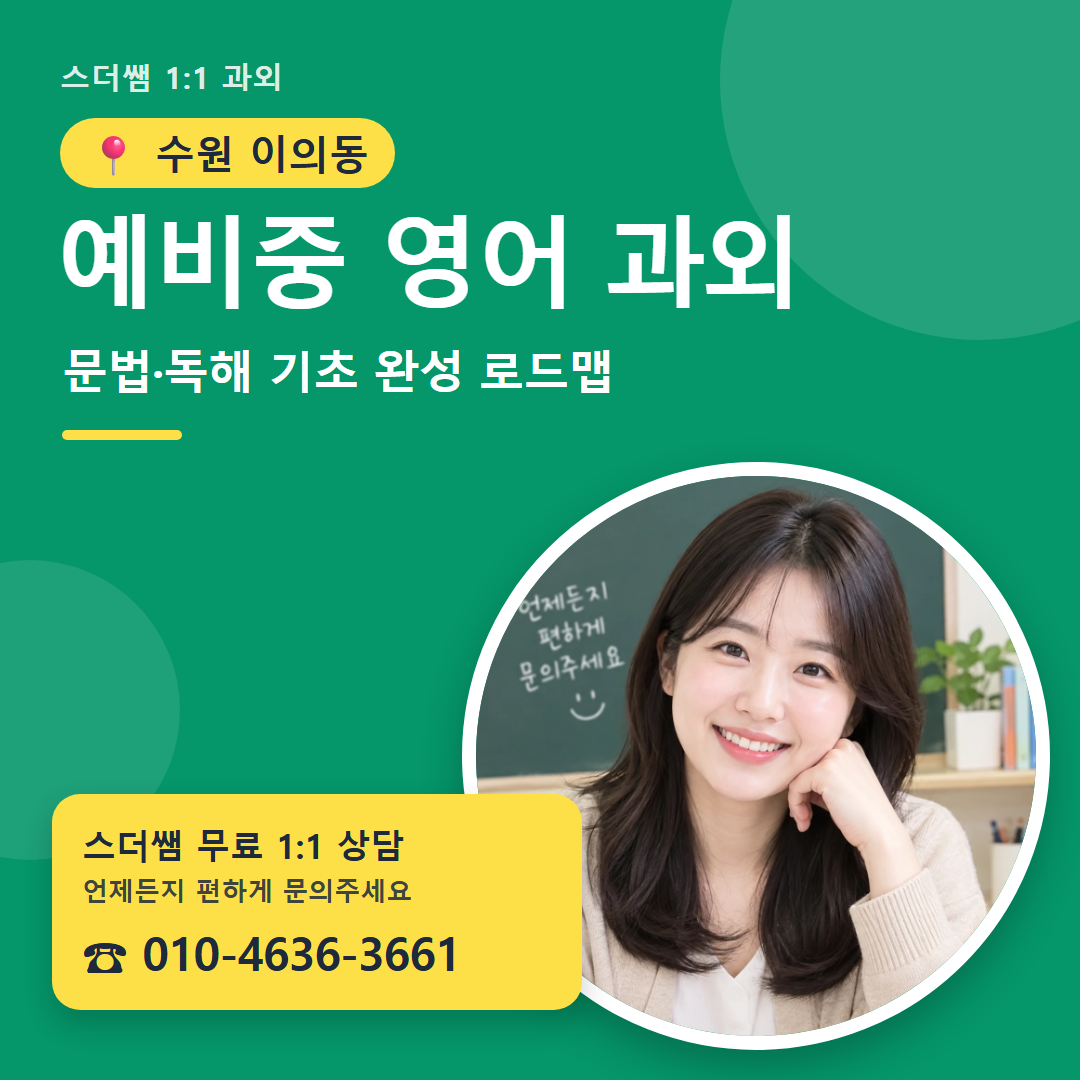 스더쌤 1:1 과외
📍 수원 이의동
예비중 영어 과외
문법·독해 기초 완성 로드맵
언제든지
편하게
문의주세요
스더쌤 무료 1:1 상담
언제든지 편하게 문의주세요
☎ 010-4636-3661